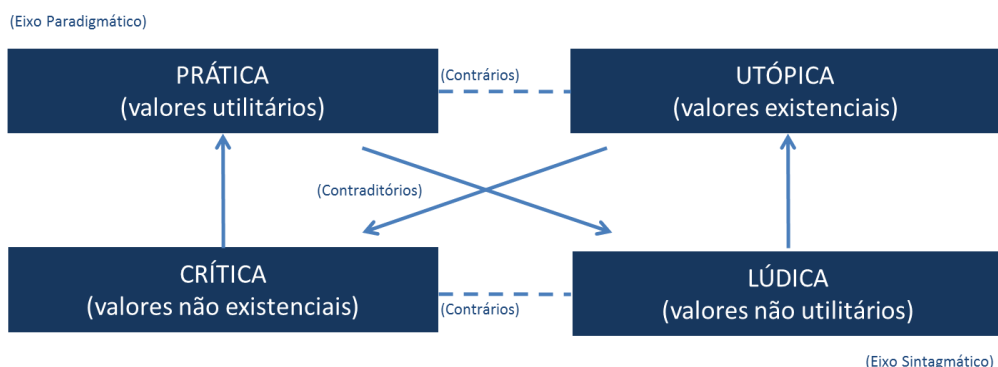 (Eixo Paradigmático)
PRÁTICA
(valores utilitários)
(Contrários)
UTÓPICA
(valores existenciais)
(Contraditórios)
CRÍTICA
(valores não existenciais)
(Contrários)
LÚDICA
(valores não utilitários)
(Eixo Sintagmático)